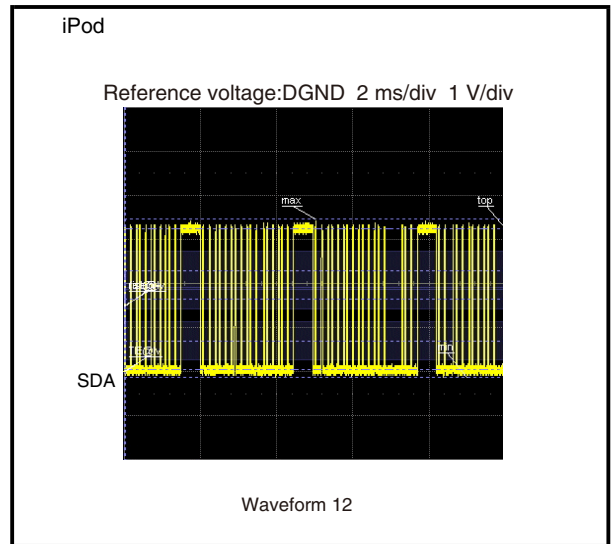 iPod
Reference voltage:DGND 2 ms/div 1 V/div
max
top
min
SDA
Waveform 12